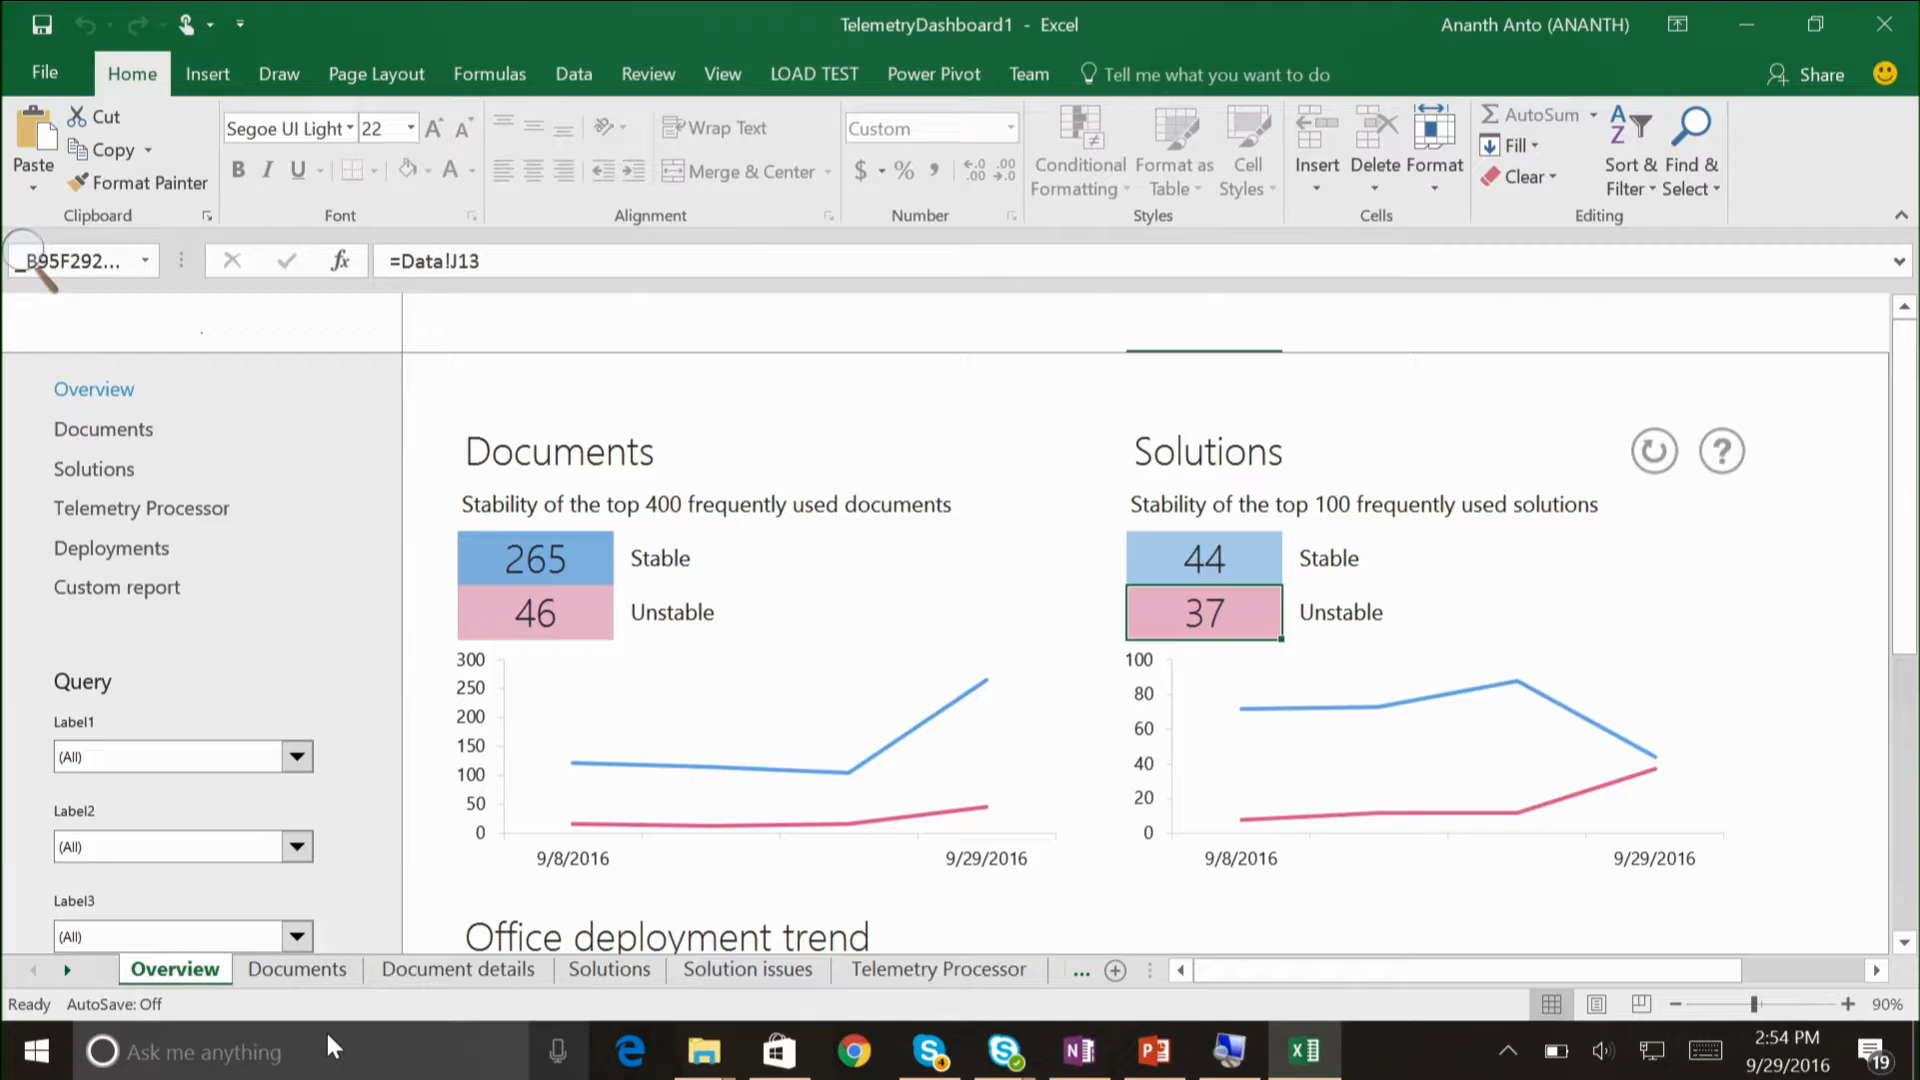 TelemetryDashboard1 - Excel
Ananth Anto (ANANTH)
File Home Insert Draw Page Layout Formulas Data Review View LOAD TEST Power Pivot Team Tell me what you want to do Share
Paste
Cut
Copy
Format Painter
Clipboard
Segoe UI Light 22
B I U
Font
Wrap Text
Merge & Center
Alignment
Custom
$ % ,
Number
Conditional Formatting
Format as Table
Cell Styles
Styles
Insert Delete Format
Cells
AutoSum
Fill
Clear
Sort & Filter
Find & Select
Editing
_B95F292...
fx
=Data!J13
Overview
Documents
Solutions
Telemetry Processor
Deployments
Custom report
Query
Label1
(All)
Label2
(All)
Label3
(All)
Documents
Stability of the top 400 frequently used documents
265 Stable
46 Unstable
300
250
200
150
100
50
0
9/8/2016 9/29/2016
Solutions
?
Stability of the top 100 frequently used solutions
44 Stable
37 Unstable
100
80
60
40
20
0
9/8/2016 9/29/2016
Office deployment trend
Overview Documents Document details Solutions Solution issues Telemetry Processor ...
Ready AutoSave: Off
90%
Ask me anything
4
2:54 PM
9/29/2016
19